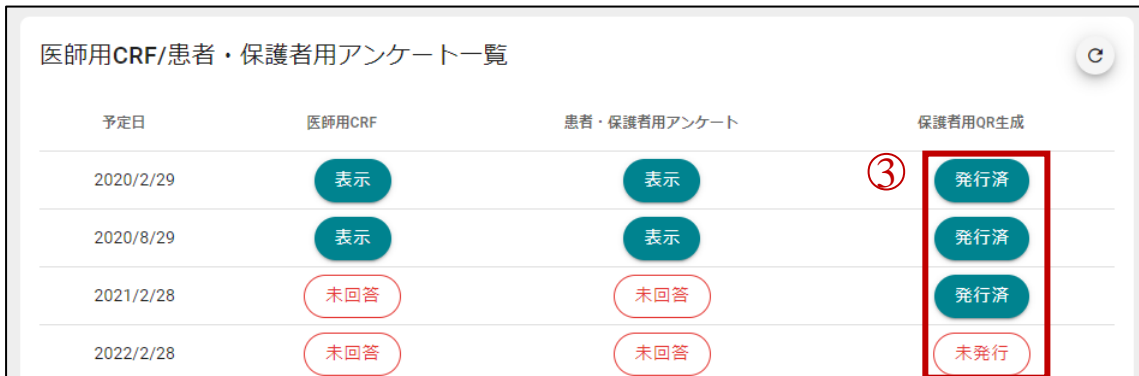 医師用CRF/患者・保護者用アンケート一覧
予定日 医師用CRF 患者・保護者用アンケート 保護者用QR生成
2020/2/29 表示 表示 ③ 発行済
2020/8/29 表示 表示 発行済
2021/2/28 未回答 未回答 発行済
2022/2/28 未回答 未回答 未発行